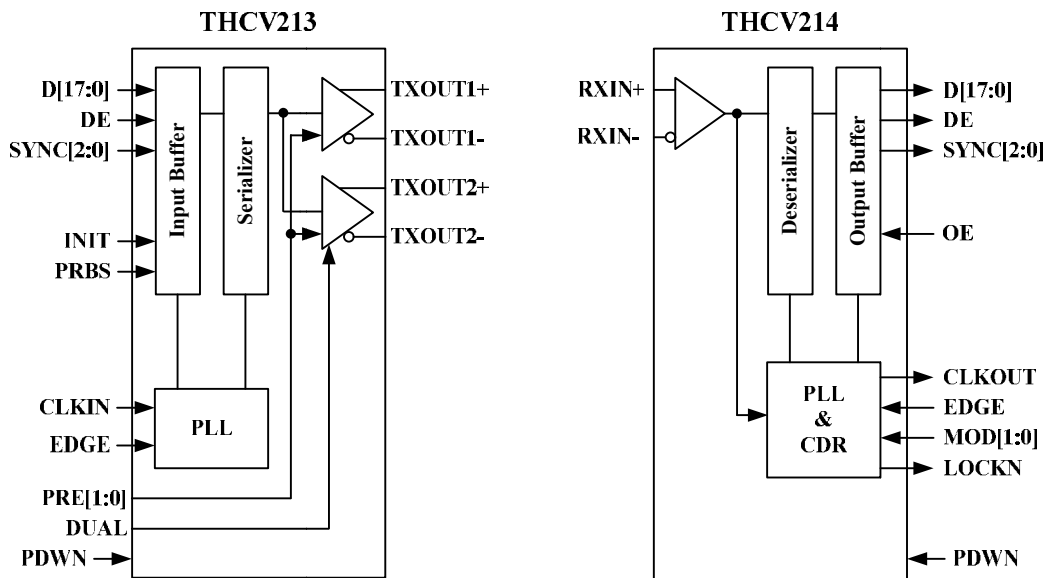 THCV213
D[17:0]
DE
SYNC[2:0]
INIT
PRBS
CLKIN
EDGE
PRE[1:0]
DUAL
PDWN
Input Buffer
Serializer
PLL
TXOUT1+
TXOUT1-
TXOUT2+
TXOUT2-
THCV214
RXIN+
RXIN-
Deserializer
Output Buffer
PLL
&
CDR
D[17:0]
DE
SYNC[2:0]
OE
CLKOUT
EDGE
MOD[1:0]
LOCKN
PDWN